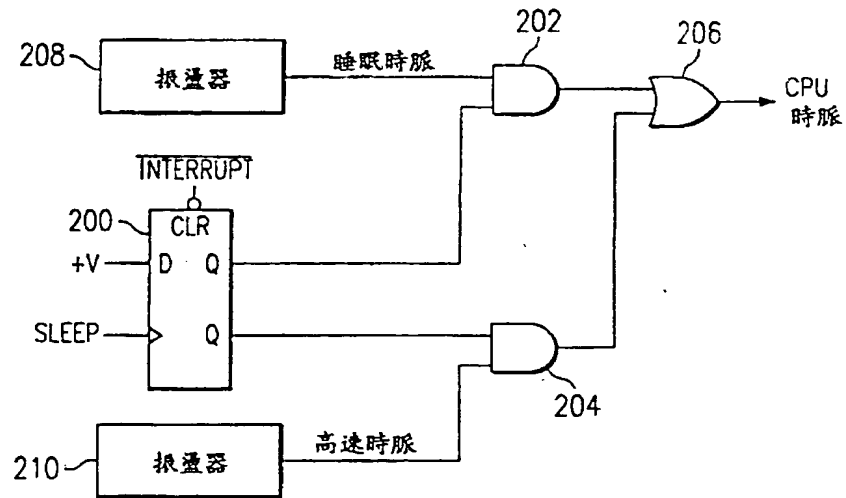 202
208
振盪器
睡眠時脈
206
CPU
時脈
INTERRUPT
200
CLR
+V
D
Q
SLEEP
Q
204
210
振盪器
高速時脈